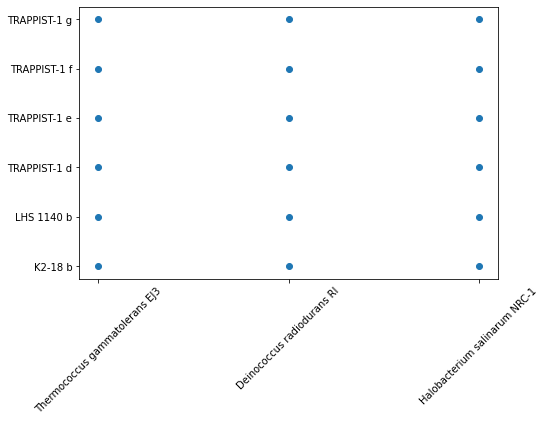 TRAPPIST-1 g
TRAPPIST-1 f
TRAPPIST-1 e
TRAPPIST-1 d
LHS 1140 b
K2-18 b
Thermococcus gammatolerans EJ3
Deinococcus radiodurans RI
Halobacterium salinarum NRC-1